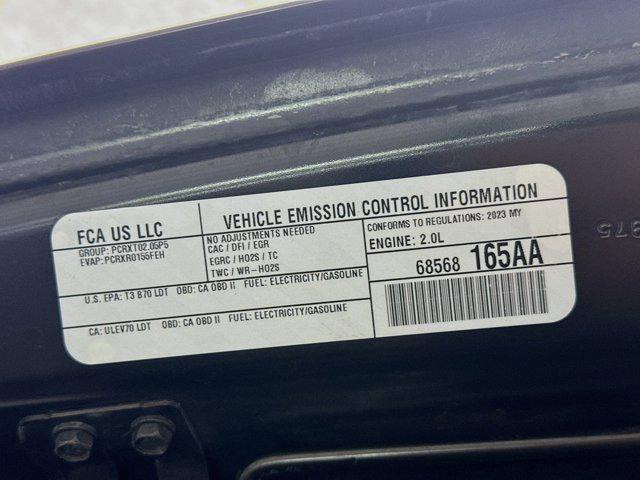 FCA US LLC
GROUP: PCRXT02.05P5
EVAP: PCRXR0155FEH
VEHICLE EMISSION CONTROL INFORMATION
NO ADJUSTMENTS NEEDED
CAC / DFI / EGR
EGRC / HO2S / TC
TWC / WR-HO2S
CONFORMS TO REGULATIONS: 2023 MY
ENGINE: 2.0L
68568 165AA
U.S. EPA: T3 B70 LDT OBD: CA OBD II FUEL: ELECTRICITY/GASOLINE
CA: ULEV70 LDT OBD: CA OBD II FUEL: ELECTRICITY/GASOLINE